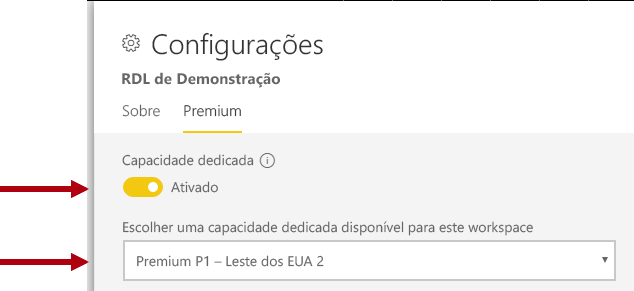 Configurações
RDL de Demonstração
Sobre Premium
Capacidade dedicada
Ativado
Escolher uma capacidade dedicada disponível para este workspace
Premium P1 – Leste dos EUA 2